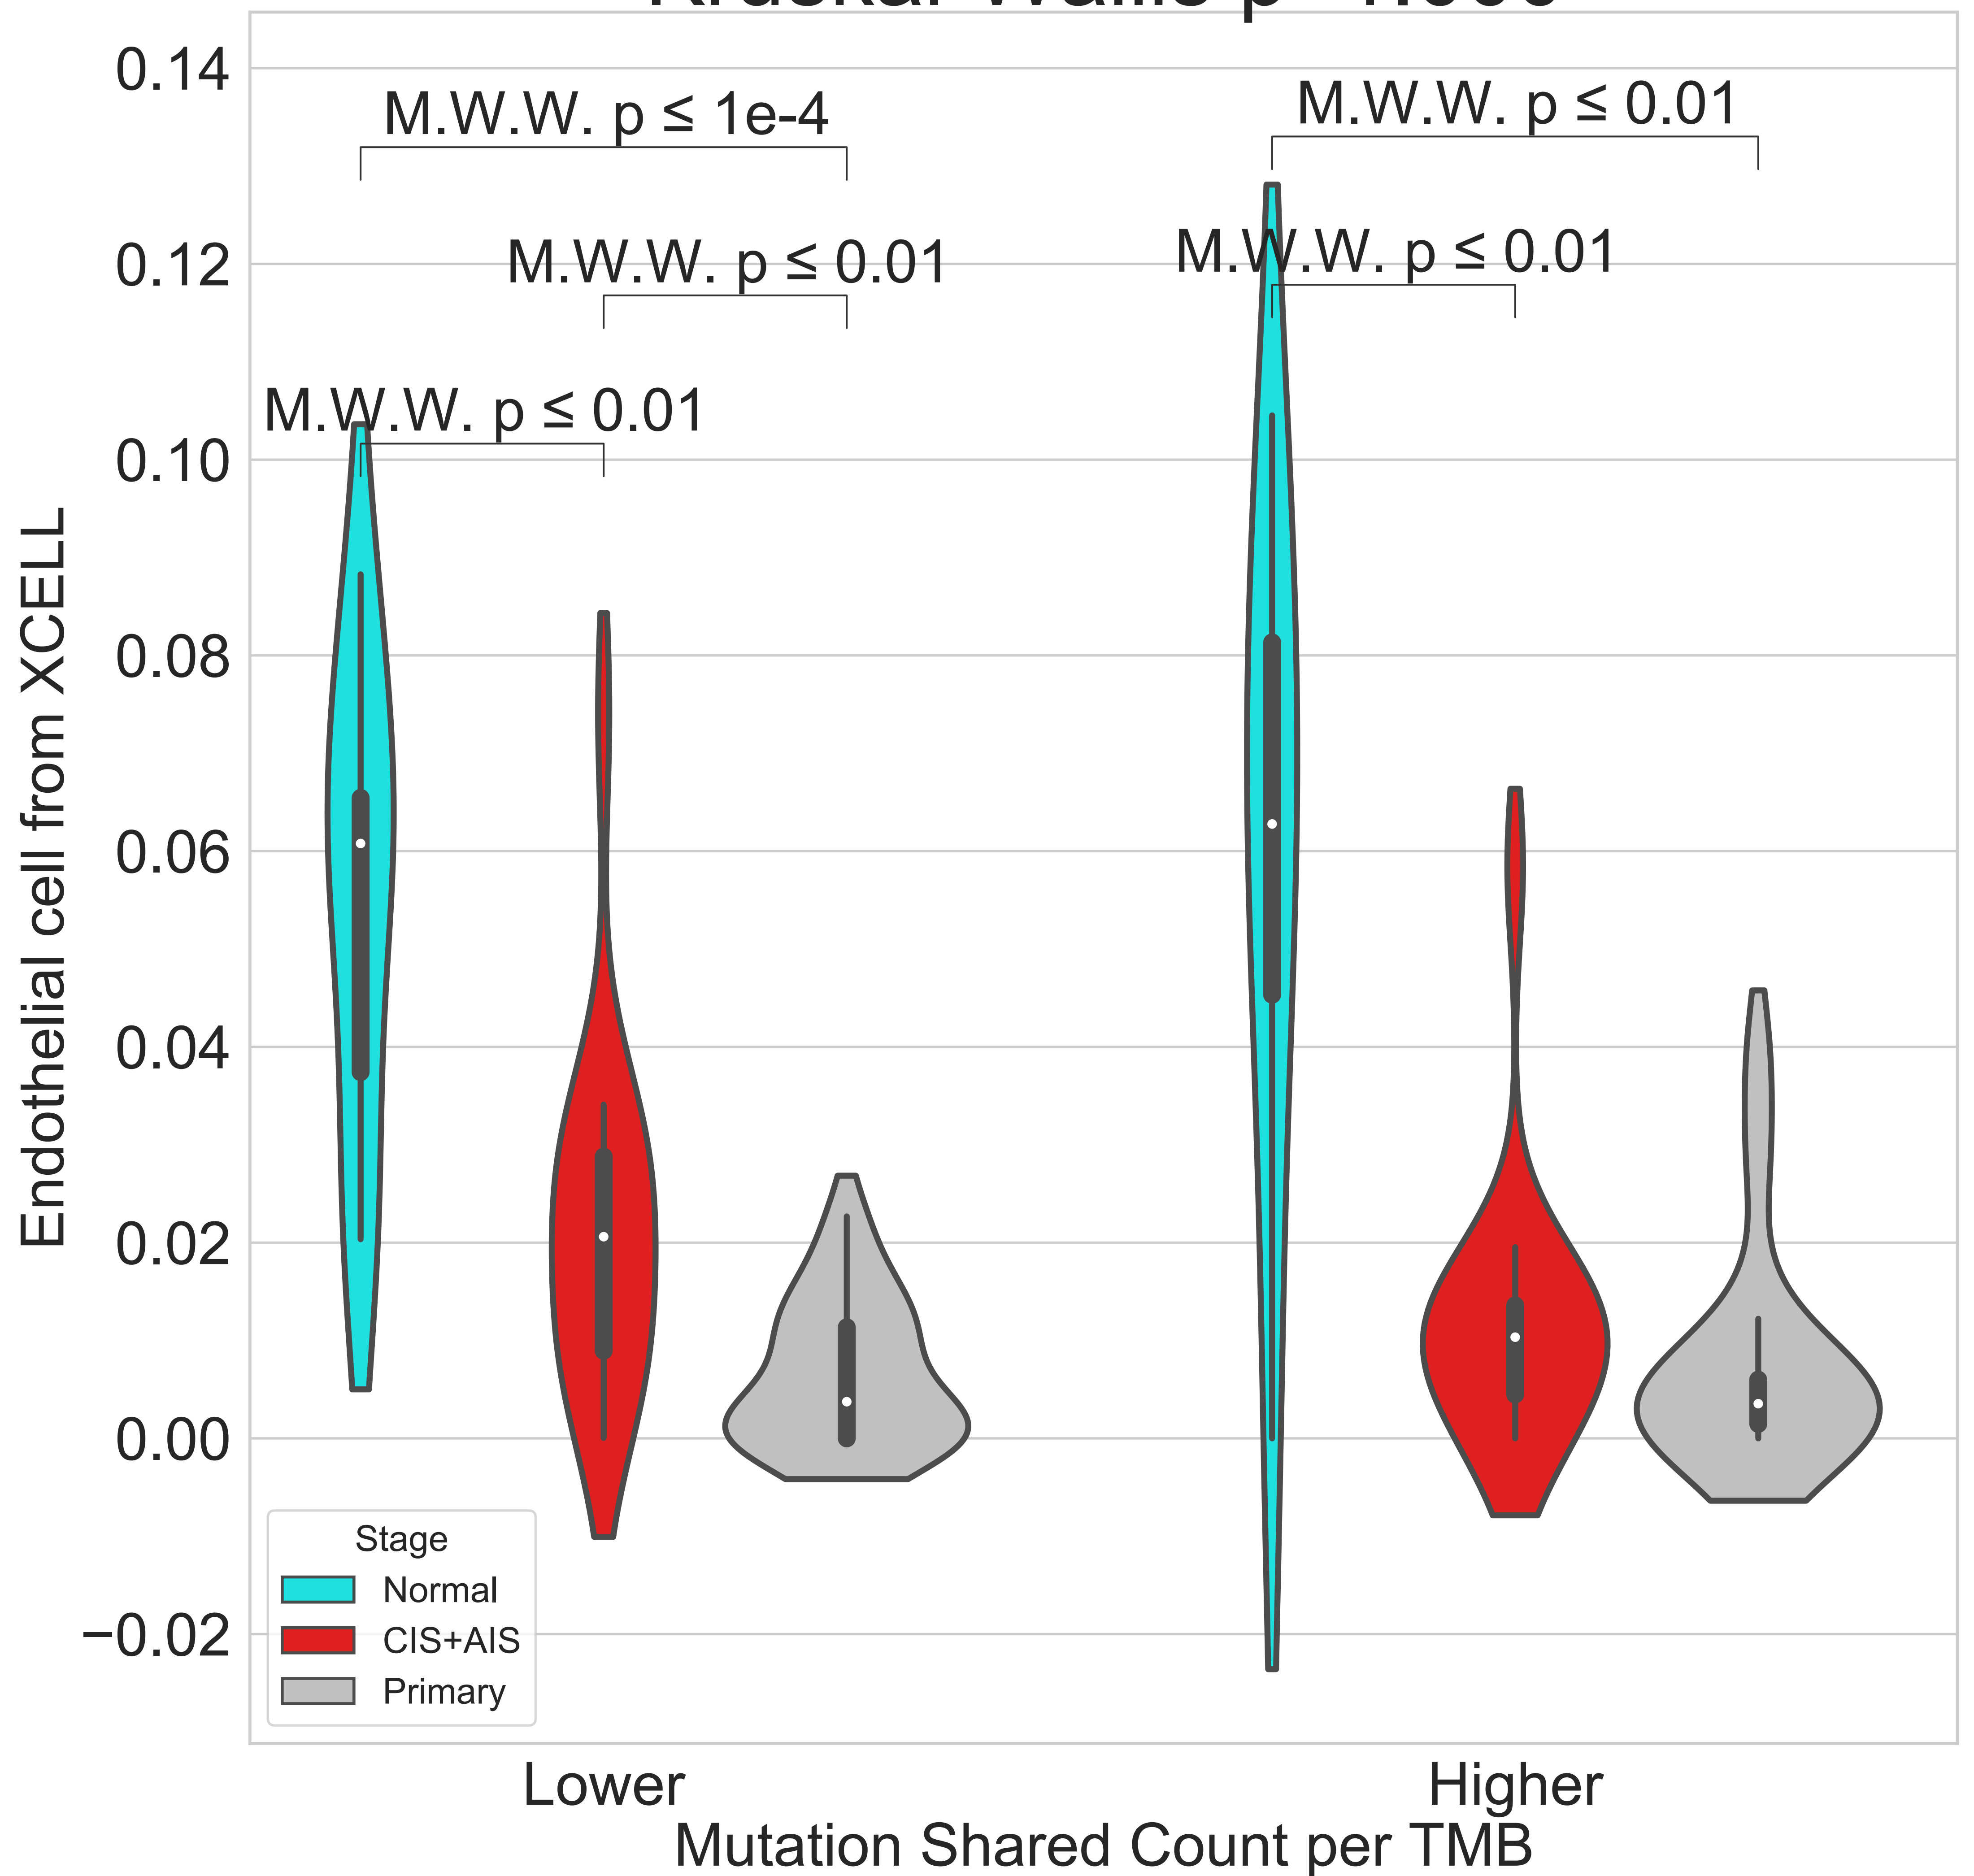 0.14
M.W.W. p ≤ 1e-4
M.W.W. p ≤ 0.01
0.12
M.W.W. p ≤ 0.01
M.W.W. p ≤ 0.01
M.W.W. p ≤ 0.01
0.10
0.08
0.06
0.04
0.02
0.00
−0.02
Endothelial cell from XCELL
Stage
Normal
CIS+AIS
Primary
Lower
Higher
Mutation Shared Count per TMB